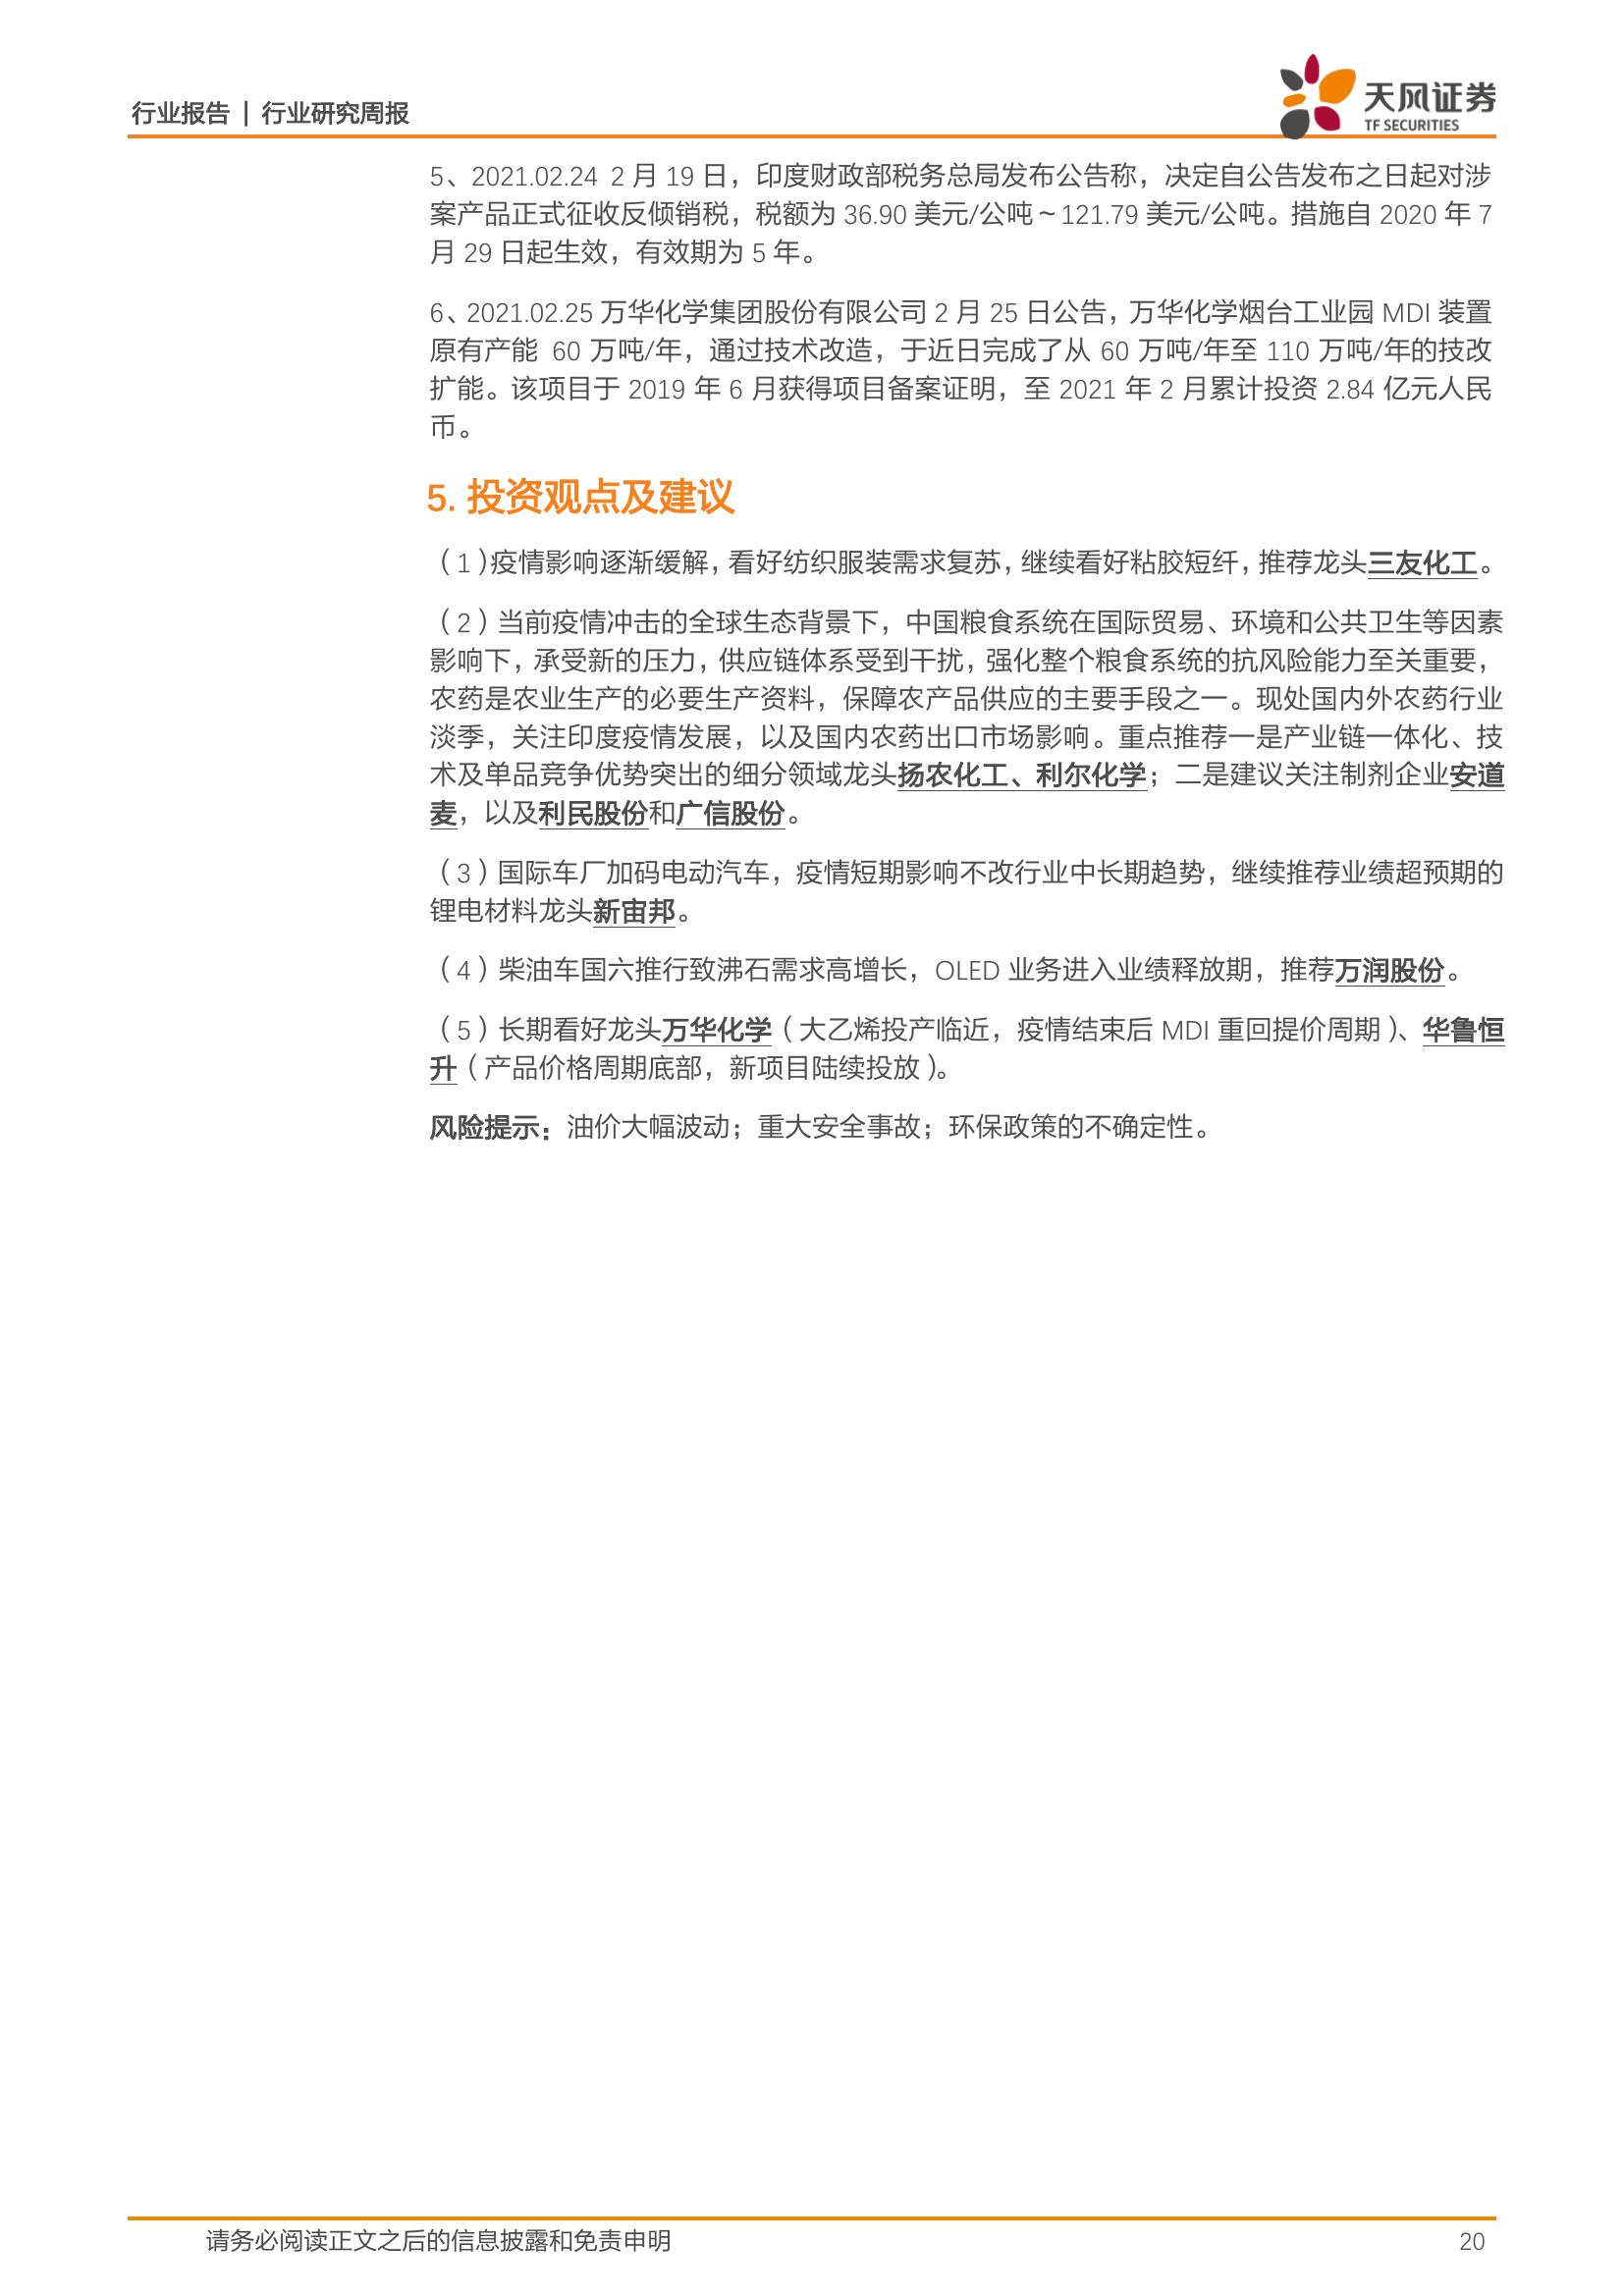 行业报告 | 行业研究周报
天风证券
TF SECURITIES
5、2021.02.24 2 月 19 日，印度财政部税务总局发布公告称，决定自公告发布之日起对涉
案产品正式征收反倾销税，税额为 36.90 美元/公吨～121.79 美元/公吨。措施自 2020 年 7
月 29 日起生效，有效期为 5 年。
6、2021.02.25 万华化学集团股份有限公司 2 月 25 日公告，万华化学烟台工业园 MDI 装置
原有产能 60 万吨/年，通过技术改造，于近日完成了从 60 万吨/年至 110 万吨/年的技改
扩能。该项目于 2019 年 6 月获得项目备案证明，至 2021 年 2 月累计投资 2.84 亿元人民
币。
5. 投资观点及建议
（1）疫情影响逐渐缓解，看好纺织服装需求复苏，继续看好粘胶短纤，推荐龙头三友化工。
（2）当前疫情冲击的全球生态背景下，中国粮食系统在国际贸易、环境和公共卫生等因素
影响下，承受新的压力，供应链体系受到干扰，强化整个粮食系统的抗风险能力至关重要，
农药是农业生产的必要生产资料，保障农产品供应的主要手段之一。现处国内外农药行业
淡季，关注印度疫情发展，以及国内农药出口市场影响。重点推荐一是产业链一体化、技
术及单品竞争优势突出的细分领域龙头扬农化工、利尔化学；二是建议关注制剂企业安道
麦，以及利民股份和广信股份。
（3）国际车厂加码电动汽车，疫情短期影响不改行业中长期趋势，继续推荐业绩超预期的
锂电材料龙头新宙邦。
（4）柴油车国六推行致沸石需求高增长，OLED 业务进入业绩释放期，推荐万润股份。
（5）长期看好龙头万华化学（大乙烯投产临近，疫情结束后 MDI 重回提价周期）、华鲁恒
升（产品价格周期底部，新项目陆续投放）。
风险提示：油价大幅波动；重大安全事故；环保政策的不确定性。
请务必阅读正文之后的信息披露和免责申明
20